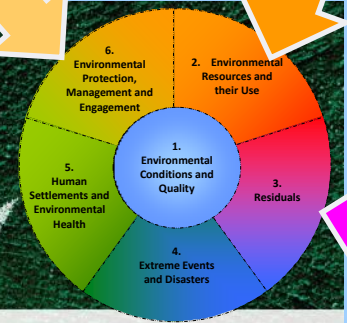 1.
Environmental
Conditions and
Quality
2. Environmental
Resources and
their Use
3.
Residuals
4.
Extreme Events
and Disasters
5.
Human
Settlements and
Environmental
Health
6.
Environmental
Protection,
Management and
Engagement